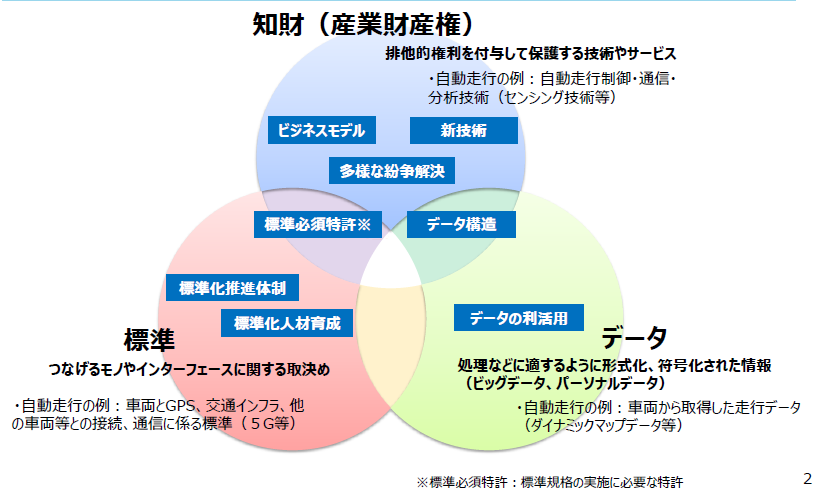 知財（産業財産権）
排他的権利を付与して保護する技術やサービス
・自動走行の例：自動走行制御・通信・
分析技術（センシング技術等）
ビジネスモデル
新技術
多様な紛争解決
標準必須特許※
データ構造
標準化推進体制
標準化人材育成
データの利活用
標準
つなげるモノやインターフェースに関する取決め
・自動走行の例：車両とGPS、交通インフラ、他
の車両等との接続、通信に係る標準（５G等）
データ
処理などに適するように形式化、符号化された情報
（ビッグデータ、パーソナルデータ）
・自動走行の例：車両から取得した走行データ
（ダイナミックマップデータ等）
※標準必須特許：標準規格の実施に必要な特許
2